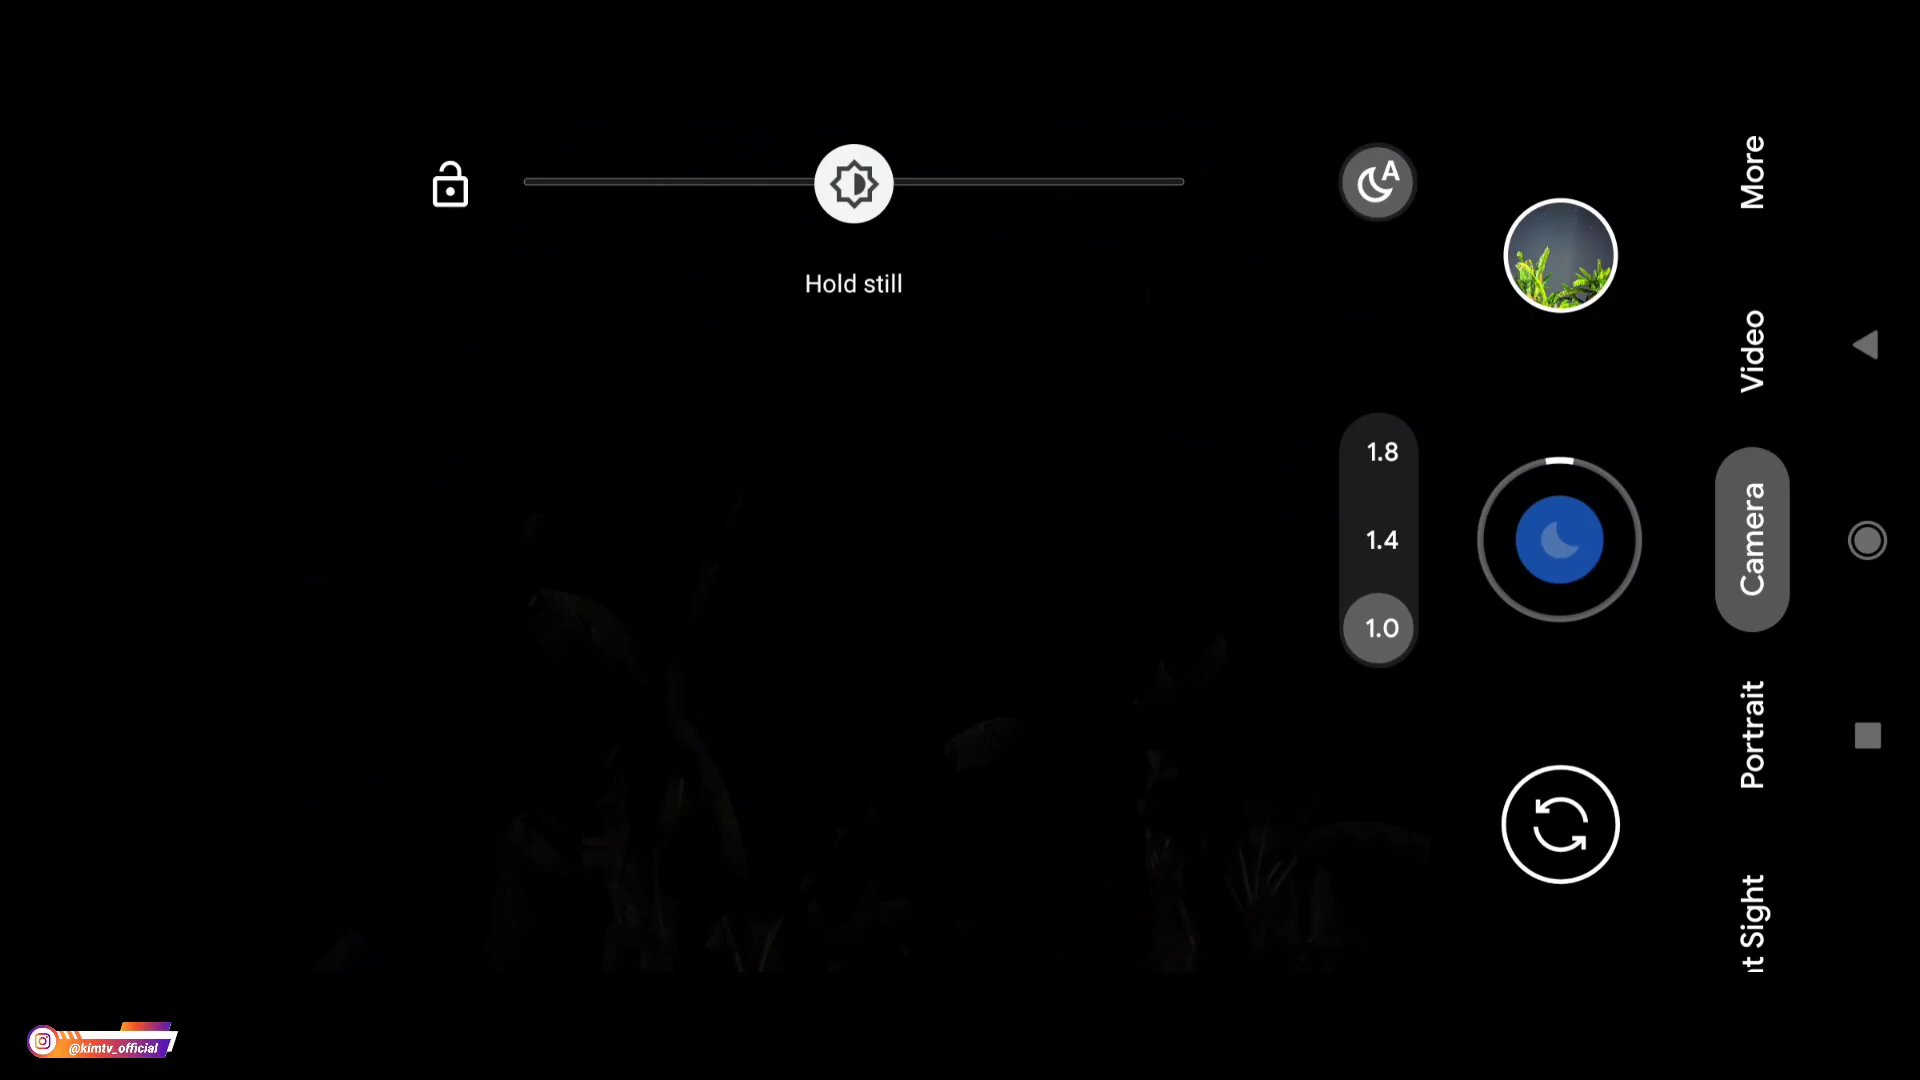 A
Hold still
1.8
1.4
1.0
More
Video
Camera
Portrait
t Sight
@kimtv_official